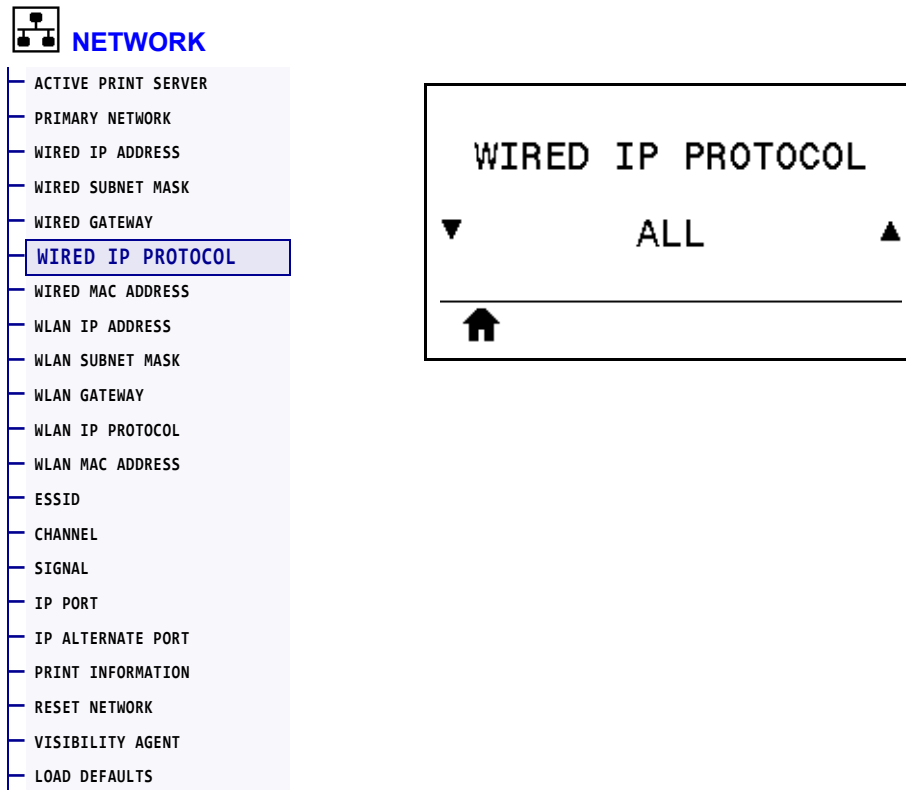 NETWORK
ACTIVE PRINT SERVER
PRIMARY NETWORK
WIRED IP ADDRESS
WIRED SUBNET MASK
WIRED GATEWAY
WIRED IP PROTOCOL
WIRED MAC ADDRESS
WLAN IP ADDRESS
WLAN SUBNET MASK
WLAN GATEWAY
WLAN IP PROTOCOL
WLAN MAC ADDRESS
ESSID
CHANNEL
SIGNAL
IP PORT
IP ALTERNATE PORT
PRINT INFORMATION
RESET NETWORK
VISIBILITY AGENT
LOAD DEFAULTS
WIRED IP PROTOCOL
ALL